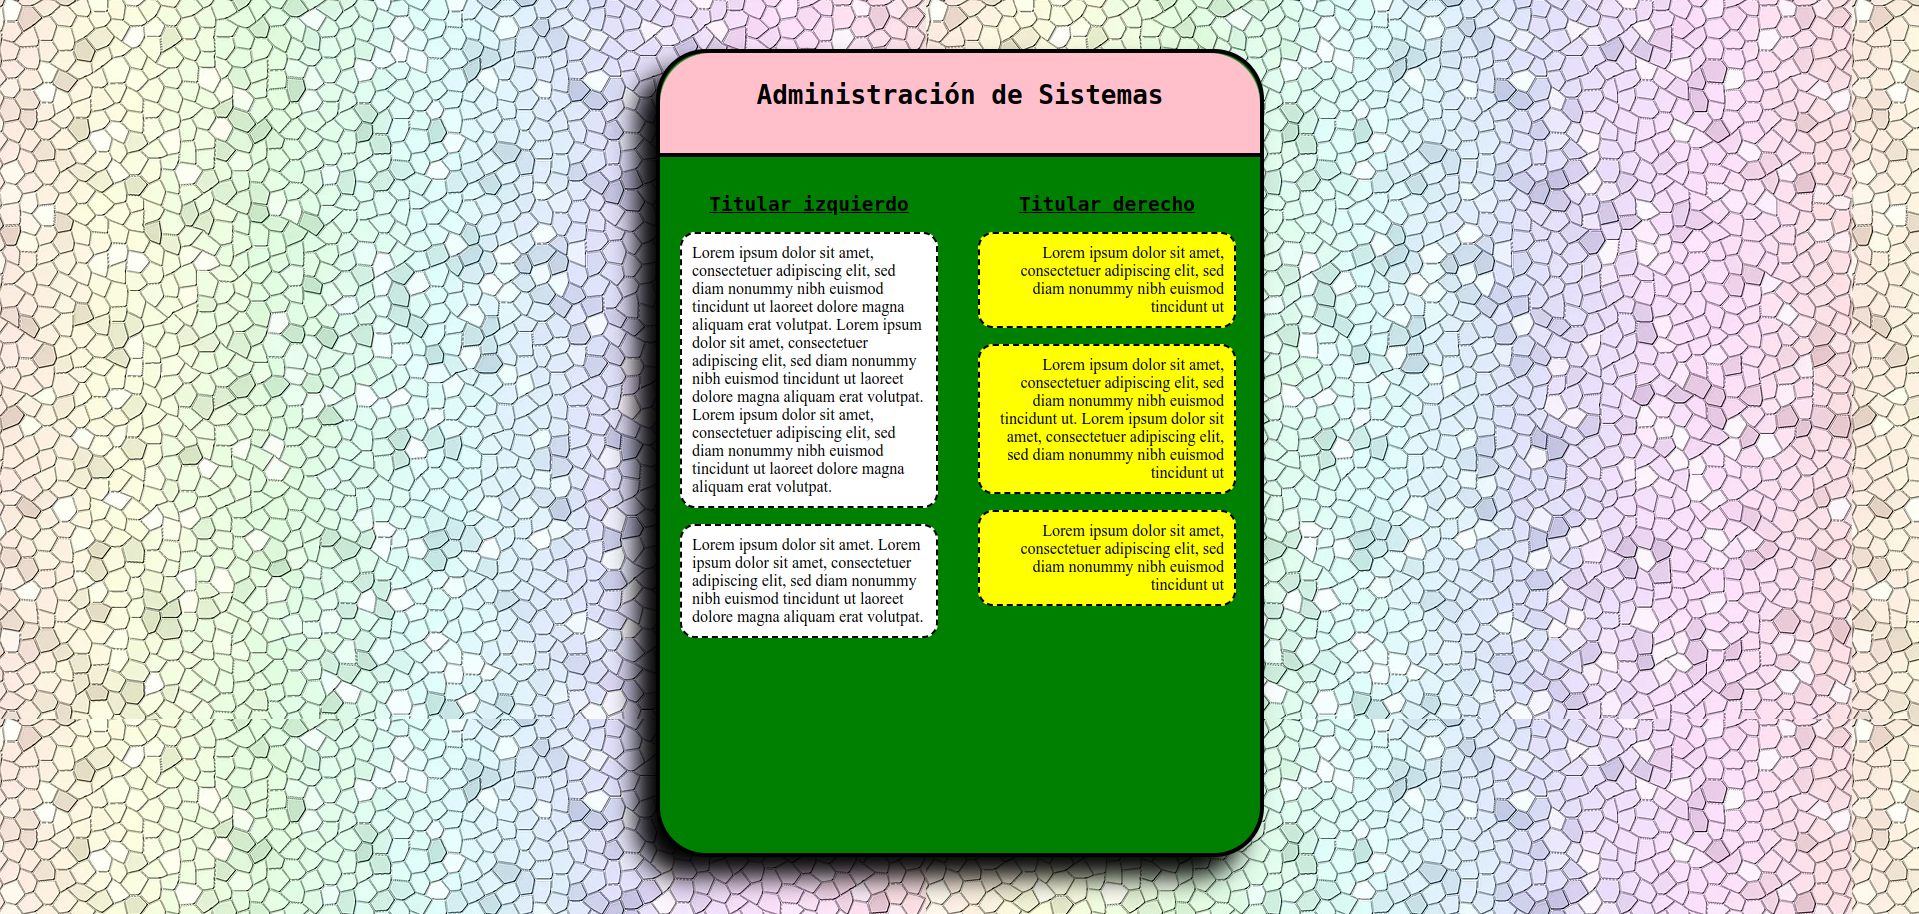 Administración de Sistemas
Titular izquierdo
Lorem ipsum dolor sit amet,
consectetuer adipiscing elit, sed
diam nonummy nibh euismod
tincidunt ut laoreet dolore magna
aliquam erat volutpat. Lorem ipsum
dolor sit amet, consectetuer
adipiscing elit, sed diam nonummy
nibh euismod tincidunt ut laoreet
dolore magna aliquam erat volutpat.
Lorem ipsum dolor sit amet,
consectetuer adipiscing elit, sed
diam nonummy nibh euismod
tincidunt ut laoreet dolore magna
aliquam erat volutpat.
Lorem ipsum dolor sit amet. Lorem
ipsum dolor sit amet, consectetuer
adipiscing elit, sed diam nonummy
nibh euismod tincidunt ut laoreet
dolore magna aliquam erat volutpat.
Titular derecho
Lorem ipsum dolor sit amet,
consectetuer adipiscing elit, sed
diam nonummy nibh euismod
tincidunt ut
Lorem ipsum dolor sit amet,
consectetuer adipiscing elit, sed
diam nonummy nibh euismod
tincidunt ut. Lorem ipsum dolor sit
amet, consectetuer adipiscing elit,
sed diam nonummy nibh euismod
tincidunt ut
Lorem ipsum dolor sit amet,
consectetuer adipiscing elit, sed
diam nonummy nibh euismod
tincidunt ut